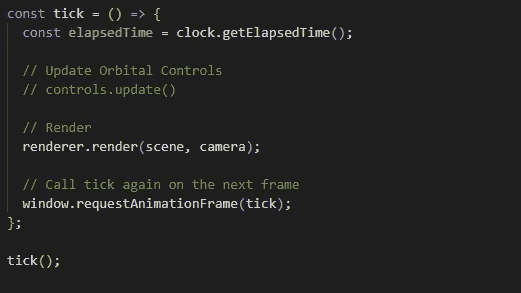 const tick = () => {
const elapsedTime = clock.getElapsedTime();
// Update Orbital Controls
// controls.update()
// Render
renderer.render(scene, camera);
// Call tick again on the next frame
window.requestAnimationFrame(tick);
};
tick();